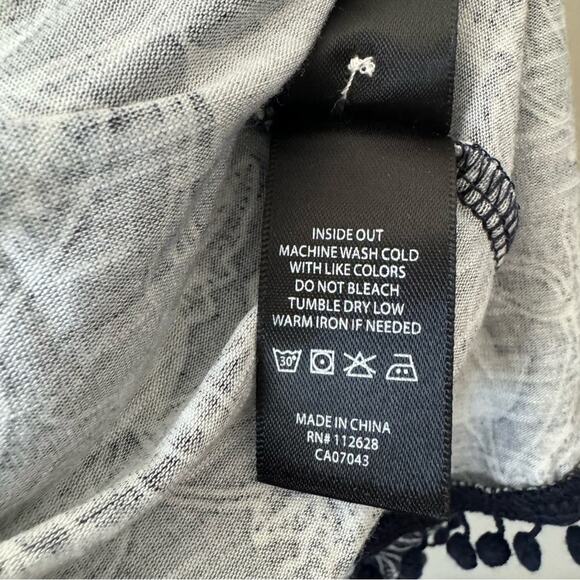 INSIDE OUT
MACHINE WASH COLD
WITH LIKE COLORS
DO NOT BLEACH
TUMBLE DRY LOW
WARM IRON IF NEEDED
30°
MADE IN CHINA
RN# 112628
CA07043